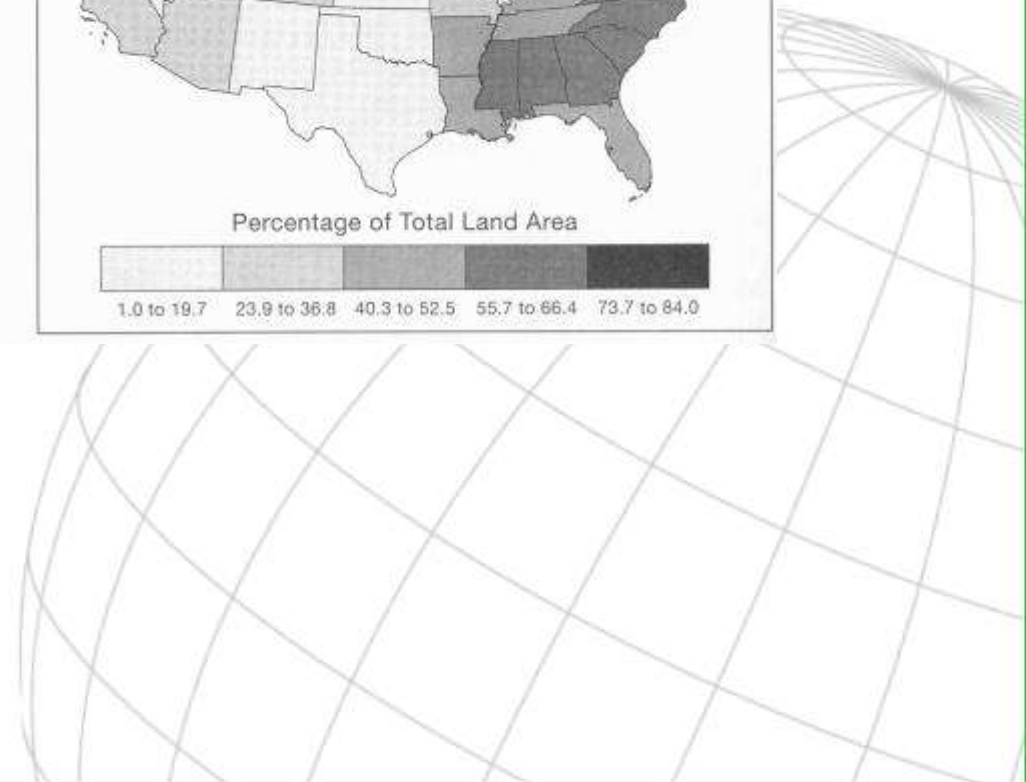 Percentage of Total Land Area
1.0 to 19.7 23.9 to 36.8 40.3 to 52.5 55.7 to 66.4 73.7 to 84.0